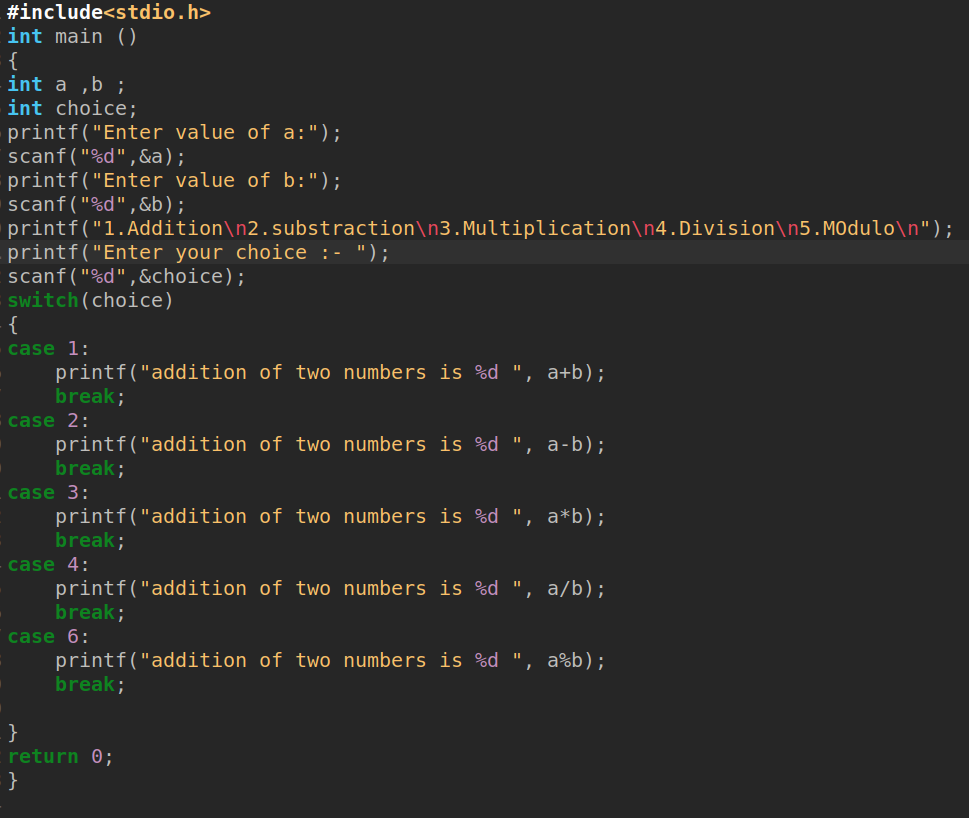 #include<stdio.h>
int main ()
{
int a ,b ;
int choice;
printf("Enter value of a:");
scanf("%d",&a);
printf("Enter value of b:");
scanf("%d",&b);
printf("1.Addition\n2.substraction\n3.Multiplication\n4.Division\n5.MOdulo\n");
printf("Enter your choice :- ");
scanf("%d",&choice);
switch(choice)
{
case 1:
    printf("addition of two numbers is %d ", a+b);
    break;
case 2:
    printf("addition of two numbers is %d ", a-b);
    break;
case 3:
    printf("addition of two numbers is %d ", a*b);
    break;
case 4:
    printf("addition of two numbers is %d ", a/b);
    break;
case 6:
    printf("addition of two numbers is %d ", a%b);
    break;

}
return 0;
}